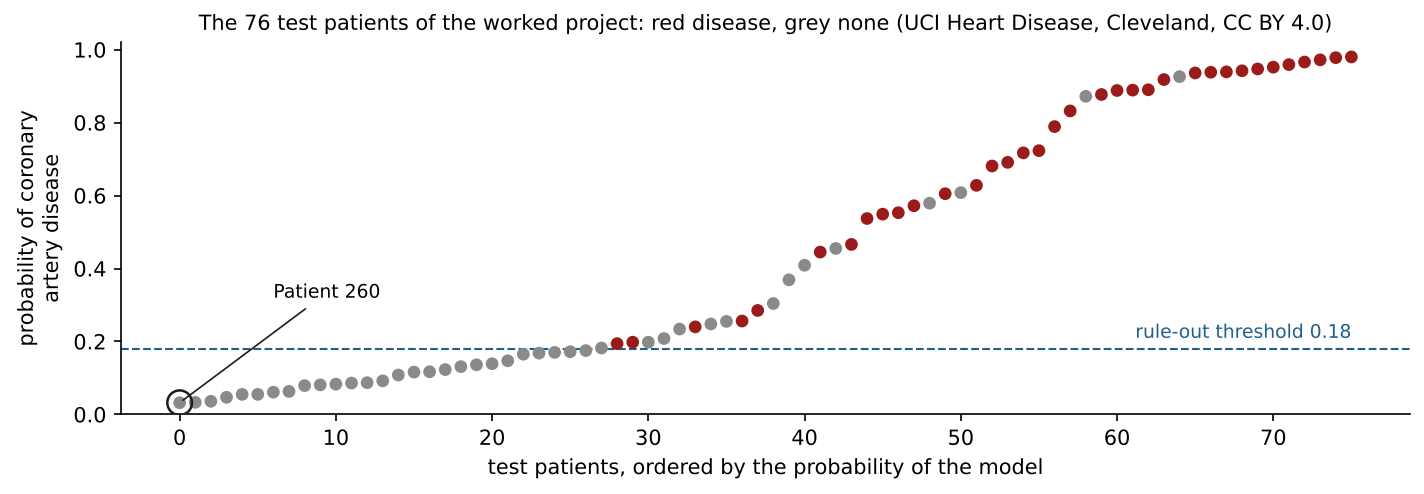 The 76 test patients of the worked project: red disease, grey none (UCI Heart Disease, Cleveland, CC BY 4.0)
probability of coronary
artery disease
1.0
0.8
0.6
0.4
0.2
0.0
Patient 260
rule-out threshold 0.18
0 10 20 30 40 50 60 70
test patients, ordered by the probability of the model